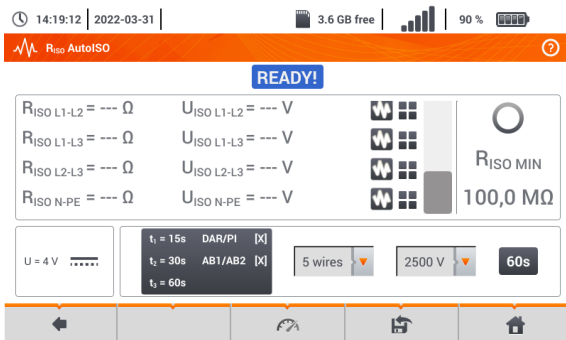 14:19:12 2022-03-31 3.6 GB free 90 %
RISO AutoISO ?
READY!
RISO L1-L2 = --- Ω UISO L1-L2 = --- V
RISO L1-L3 = --- Ω UISO L1-L3 = --- V
RISO L2-L3 = --- Ω UISO L2-L3 = --- V
RISO N-PE = --- Ω UISO N-PE = --- V
RISO MIN
100,0 MΩ
U = 4 V
t1 = 15s DAR/PI [X]
t2 = 30s AB1/AB2 [X]
t3 = 60s
5 wires 2500 V 60s